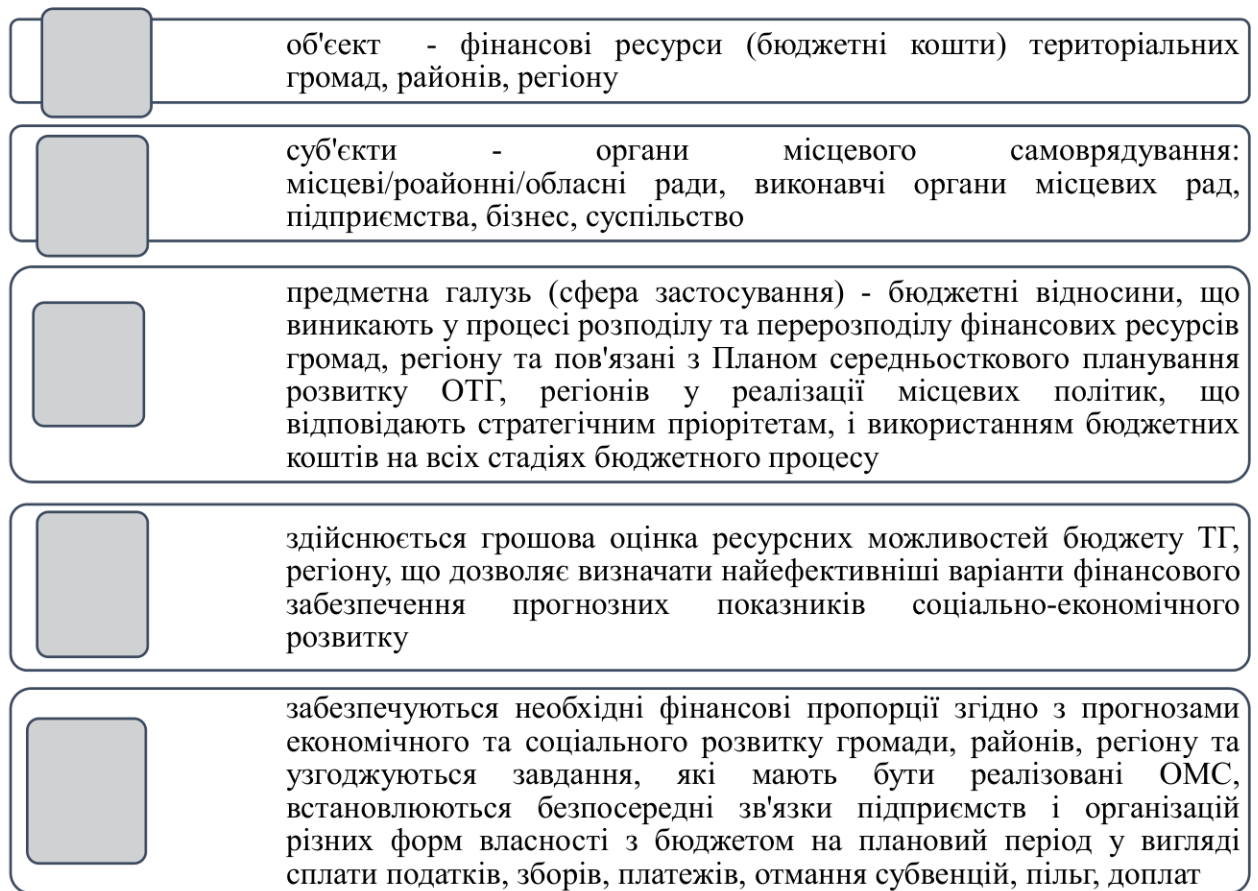 об'єект - фінансові ресурси (бюджетні кошти) територіальних
громад, районів, регіону
суб'єкти - органи місцевого самоврядування:
місцеві/роайонні/обласні ради, виконавчі органи місцевих рад,
підприємства, бізнес, суспільство
предметна галузь (сфера застосування) - бюджетні відносини, що
виникають у процесі розподілу та перерозподілу фінансових ресурсів
громад, регіону та пов'язані з Планом середньосткового планування
розвитку ОТГ, регіонів у реалізації місцевих політик, що
відповідають стратегічним пріорітетам, і використанням бюджетних
коштів на всіх стадіях бюджетного процесу
здійснюється грошова оцінка ресурсних можливостей бюджету ТГ,
регіону, що дозволяє визначати найефективніші варіанти фінансового
забезпечення прогнозних показників соціально-економічного
розвитку
забезпечуються необхідні фінансові пропорції згідно з прогнозами
економічного та соціального розвитку громади, районів, регіону та
узгоджуються завдання, які мають бути реалізовані ОМС,
встановлюються безпосередні зв'язки підприємств і організацій
різних форм власності з бюджетом на плановий період у вигляді
сплати податків, зборів, платежів, отмання субвенцій, пільг, доплат